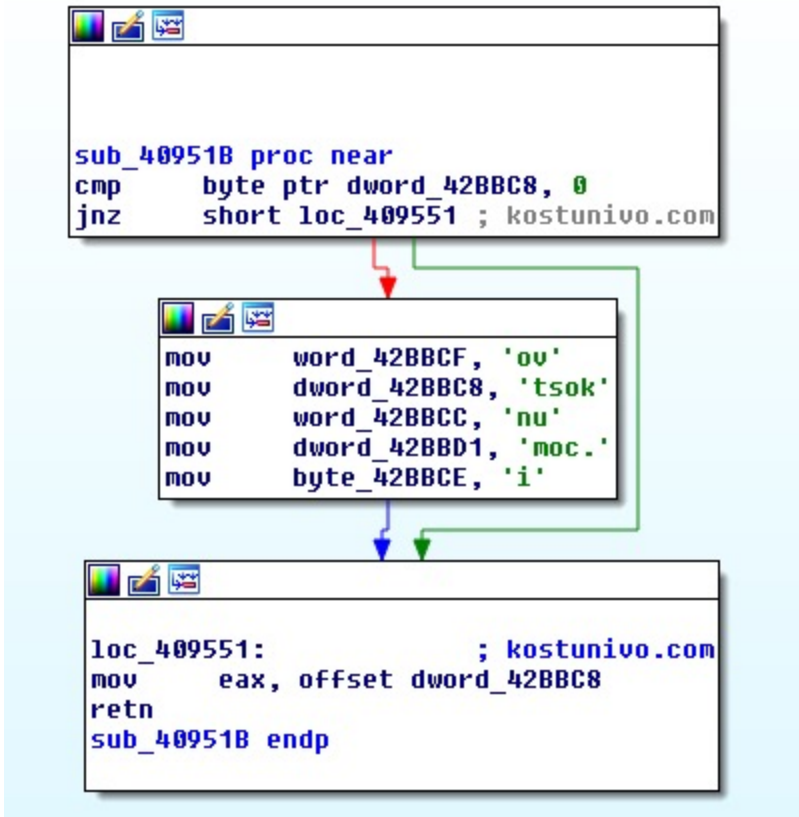 sub_40951B proc near
cmp     byte ptr dword_42BBC8, 0
jnz     short loc_409551 ; kostunivo.com
mov     word_42BBCF, 'ov'
mov     dword_42BBC8, 'tsok'
mov     word_42BBCC, 'nu'
mov     dword_42BBD1, 'moc.'
mov     byte_42BBCE, 'i'
loc_409551:             ; kostunivo.com
mov     eax, offset dword_42BBC8
retn
sub_40951B endp